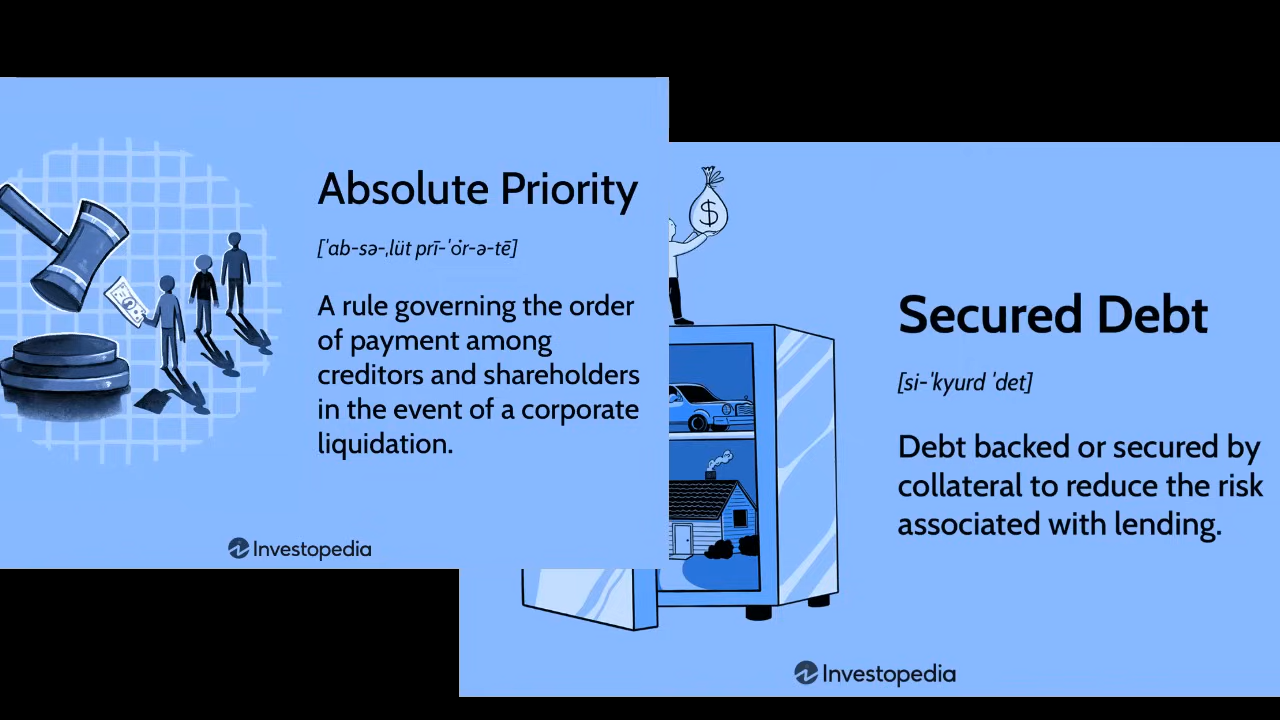 Absolute Priority
[ˈab-sə-ˌlüt prī-ˈȯr-ə-tē]
A rule governing the order
of payment among
creditors and shareholders
in the event of a corporate
liquidation.
Investopedia
$
Secured Debt
[si-ˈkyurd ˈdet]
Debt backed or secured by
collateral to reduce the risk
associated with lending.
Investopedia